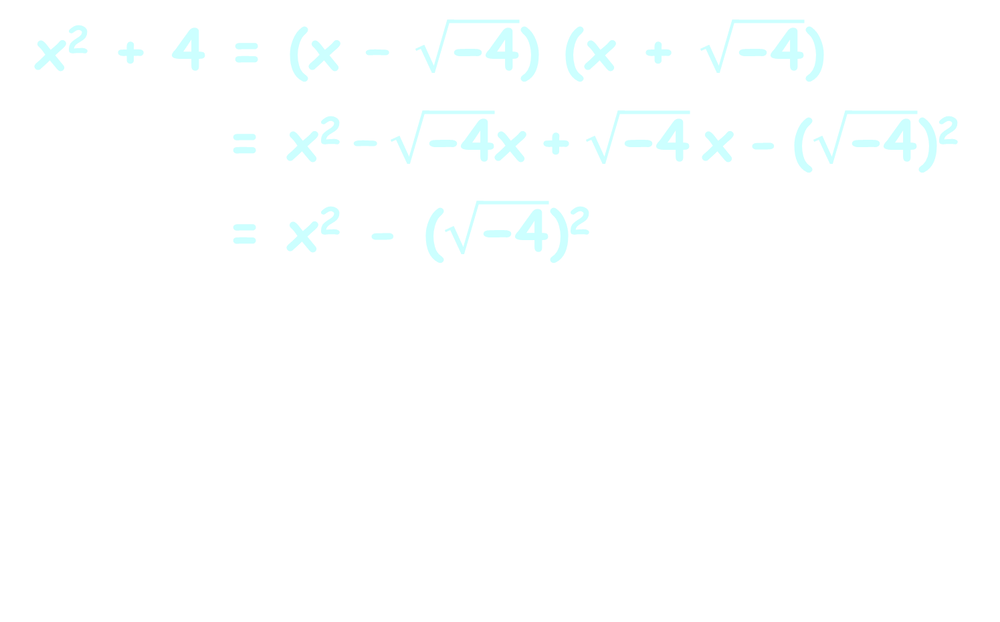 x² + 4 = (x - √-4) (x + √-4)
= x² - √-4x + √-4 x - (√-4)²
= x² - (√-4)²